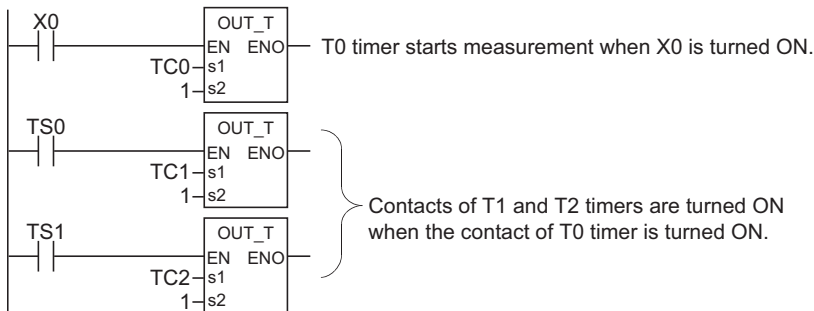 X0
OUT_T
EN ENO
T0 timer starts measurement when X0 is turned ON.
TC0 s1
1 s2
TS0
OUT_T
EN ENO
TC1 s1
1 s2
Contacts of T1 and T2 timers are turned ON
when the contact of T0 timer is turned ON.
TS1
OUT_T
EN ENO
TC2 s1
1 s2